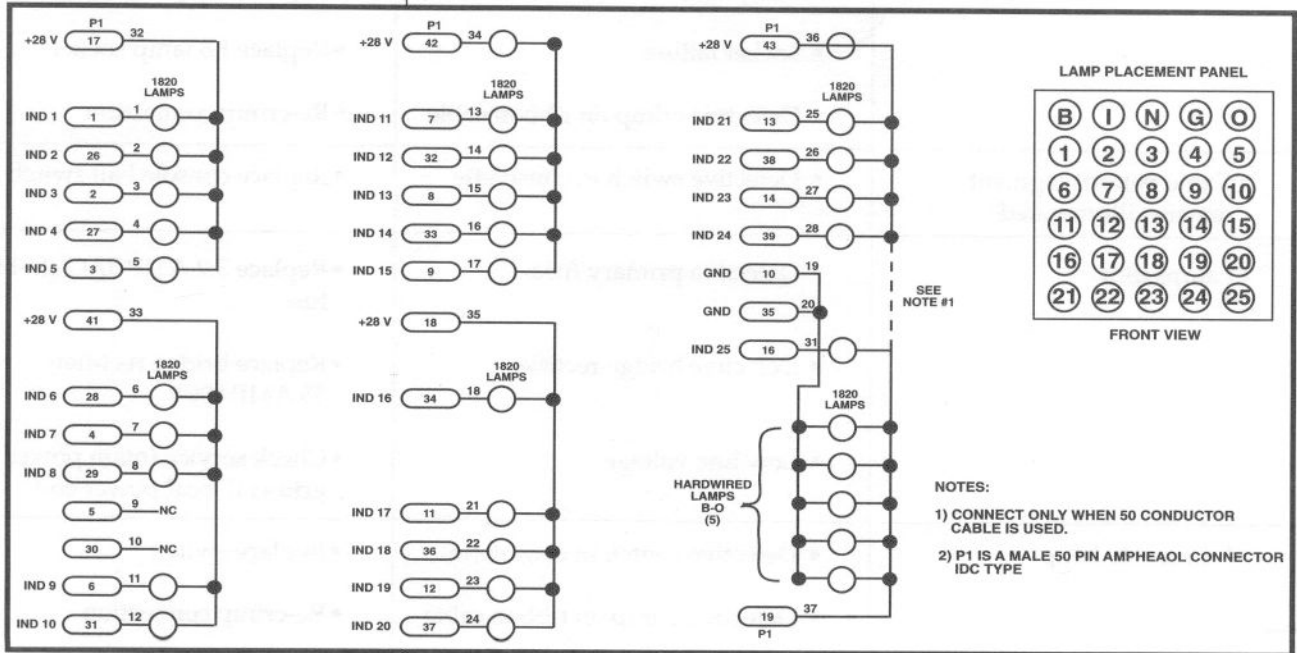 P1
+28 V 17 32
1820
LAMPS
IND 1 1 1
IND 2 26 2
IND 3 2 3
IND 4 27 4
IND 5 3 5
+28 V 41 33
1820
LAMPS
IND 6 28 6
IND 7 4 7
IND 8 29 8
5 9 NC
30 10 NC
IND 9 6 11
IND 10 31 12
P1
+28 V 42 34
1820
LAMPS
IND 11 7 13
IND 12 32 14
IND 13 8 15
IND 14 33 16
IND 15 9 17
+28 V 18 35
1820
LAMPS
IND 16 34 18
IND 17 11 21
IND 18 36 22
IND 19 12 23
IND 20 37 24
P1
+28 V 43 36
1820
LAMPS
IND 21 13 25
IND 22 38 26
IND 23 14 27
IND 24 39 28
GND 10 19
GND 35 20
IND 25 16 31
SEE
NOTE #1
1820
LAMPS
HARDWIRED
LAMPS
B-O
(5)
19 37
P1
LAMP PLACEMENT PANEL
B I N G O
1 2 3 4 5
6 7 8 9 10
11 12 13 14 15
16 17 18 19 20
21 22 23 24 25
FRONT VIEW
NOTES:
1) CONNECT ONLY WHEN 50 CONDUCTOR
CABLE IS USED.
2) P1 IS A MALE 50 PIN AMPHEAOL CONNECTOR
IDC TYPE